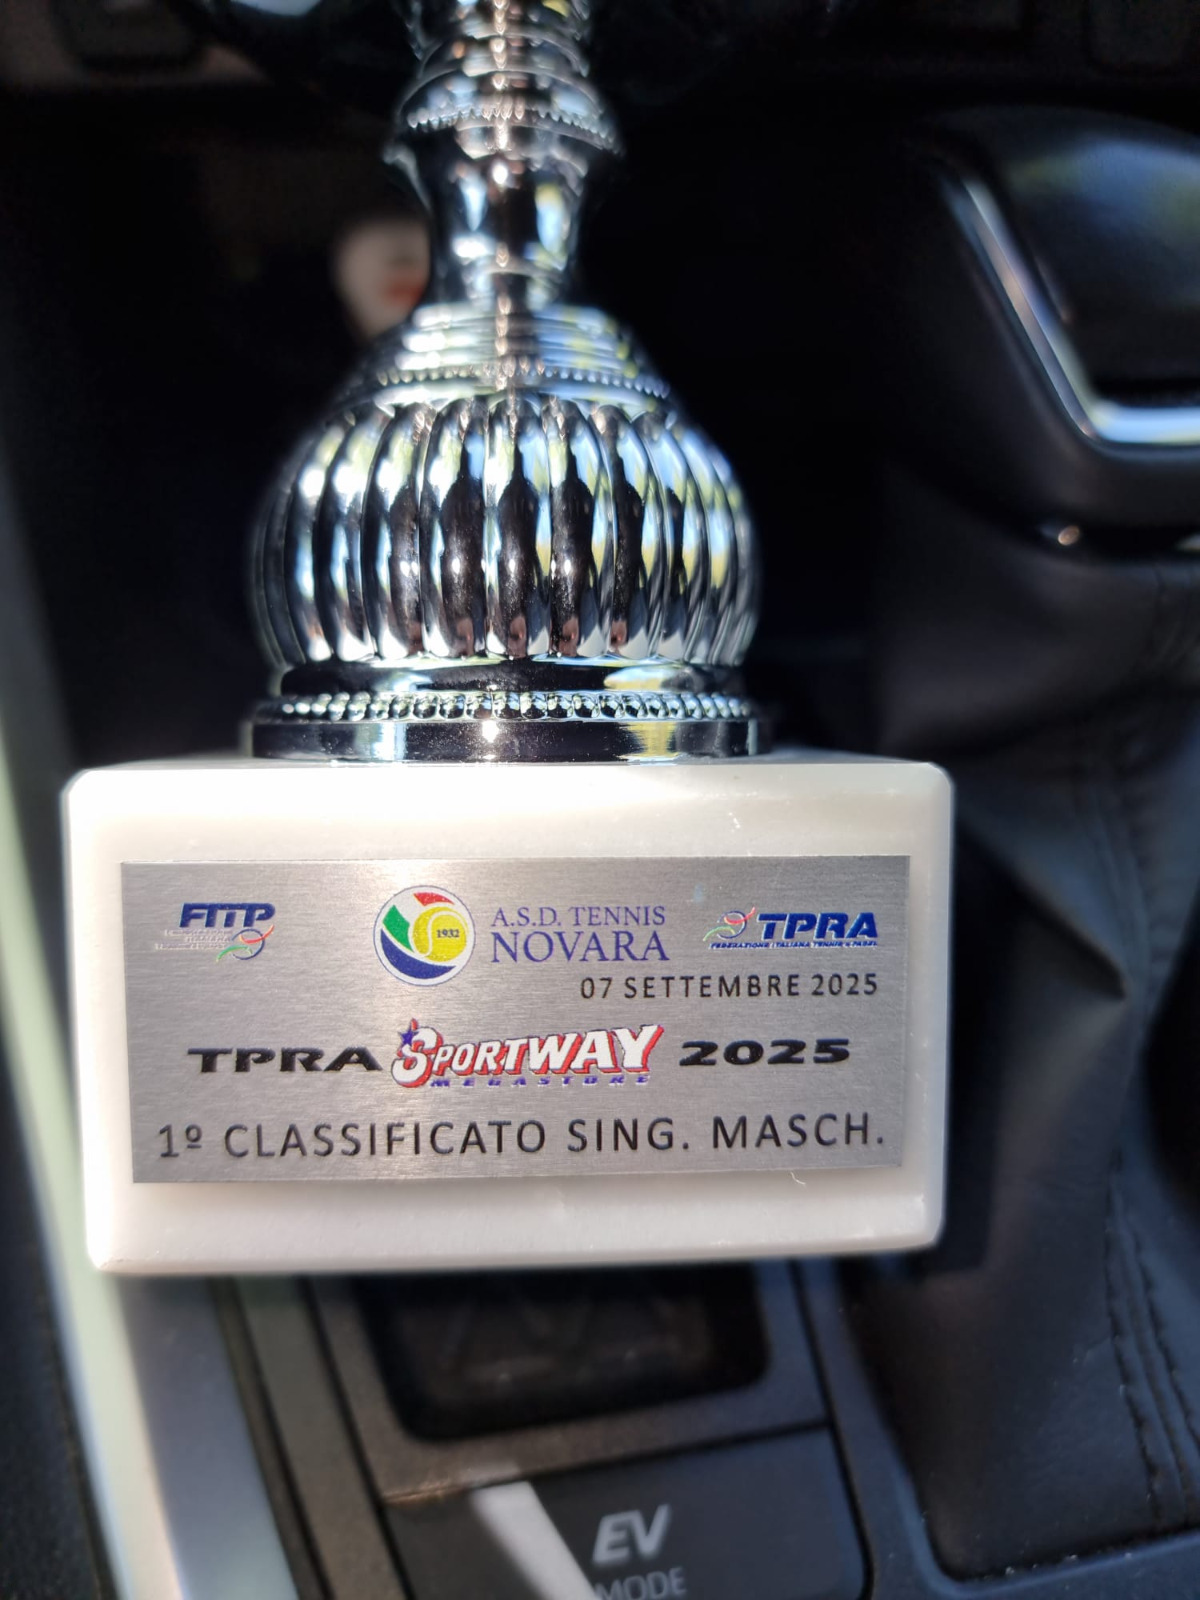 FITP
1932
A.S.D. TENNIS
NOVARA
TPRA
FEDERAZIONE ITALIANA TENNIS E PADEL
07 SETTEMBRE 2025
TPRA SPORTWAY 2025
MEGASTORE
1º CLASSIFICATO SING. MASCH.
EV
MODE